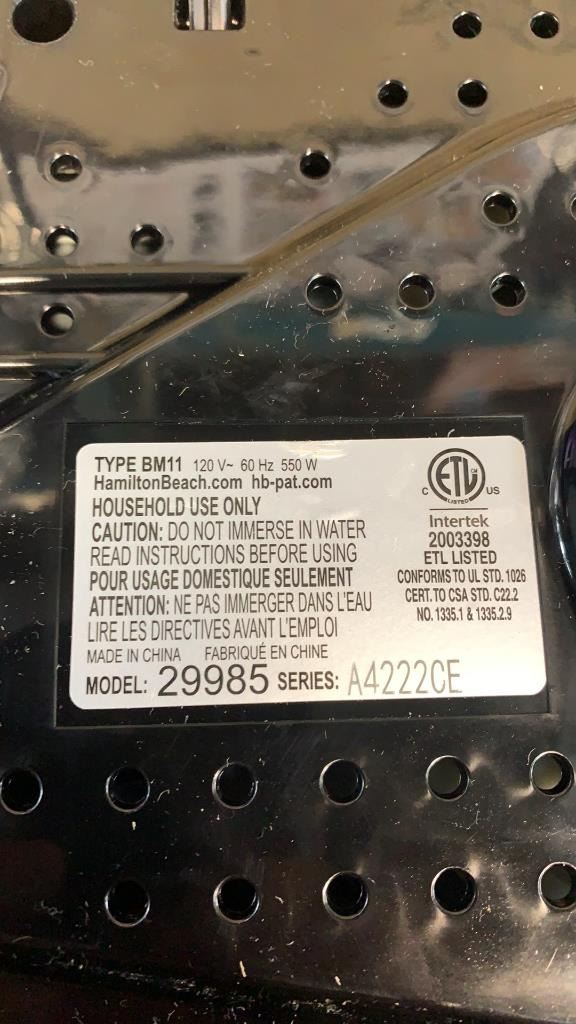 TYPE BM11 120 V~ 60 Hz 550 W
HamiltonBeach.com hb-pat.com
HOUSEHOLD USE ONLY
CAUTION: DO NOT IMMERSE IN WATER
READ INSTRUCTIONS BEFORE USING
POUR USAGE DOMESTIQUE SEULEMENT
ATTENTION: NE PAS IMMERGER DANS L'EAU
LIRE LES DIRECTIVES AVANT L'EMPLOI
MADE IN CHINA FABRIQUÉ EN CHINE
MODEL: 29985 SERIES: A4222CE
ETL CM
LISTED
C US
Intertek
2003398
ETL LISTED
CONFORMS TO UL STD. 1026
CERT. TO CSA STD. C22.2
NO. 1335.1 & 1335.2.9